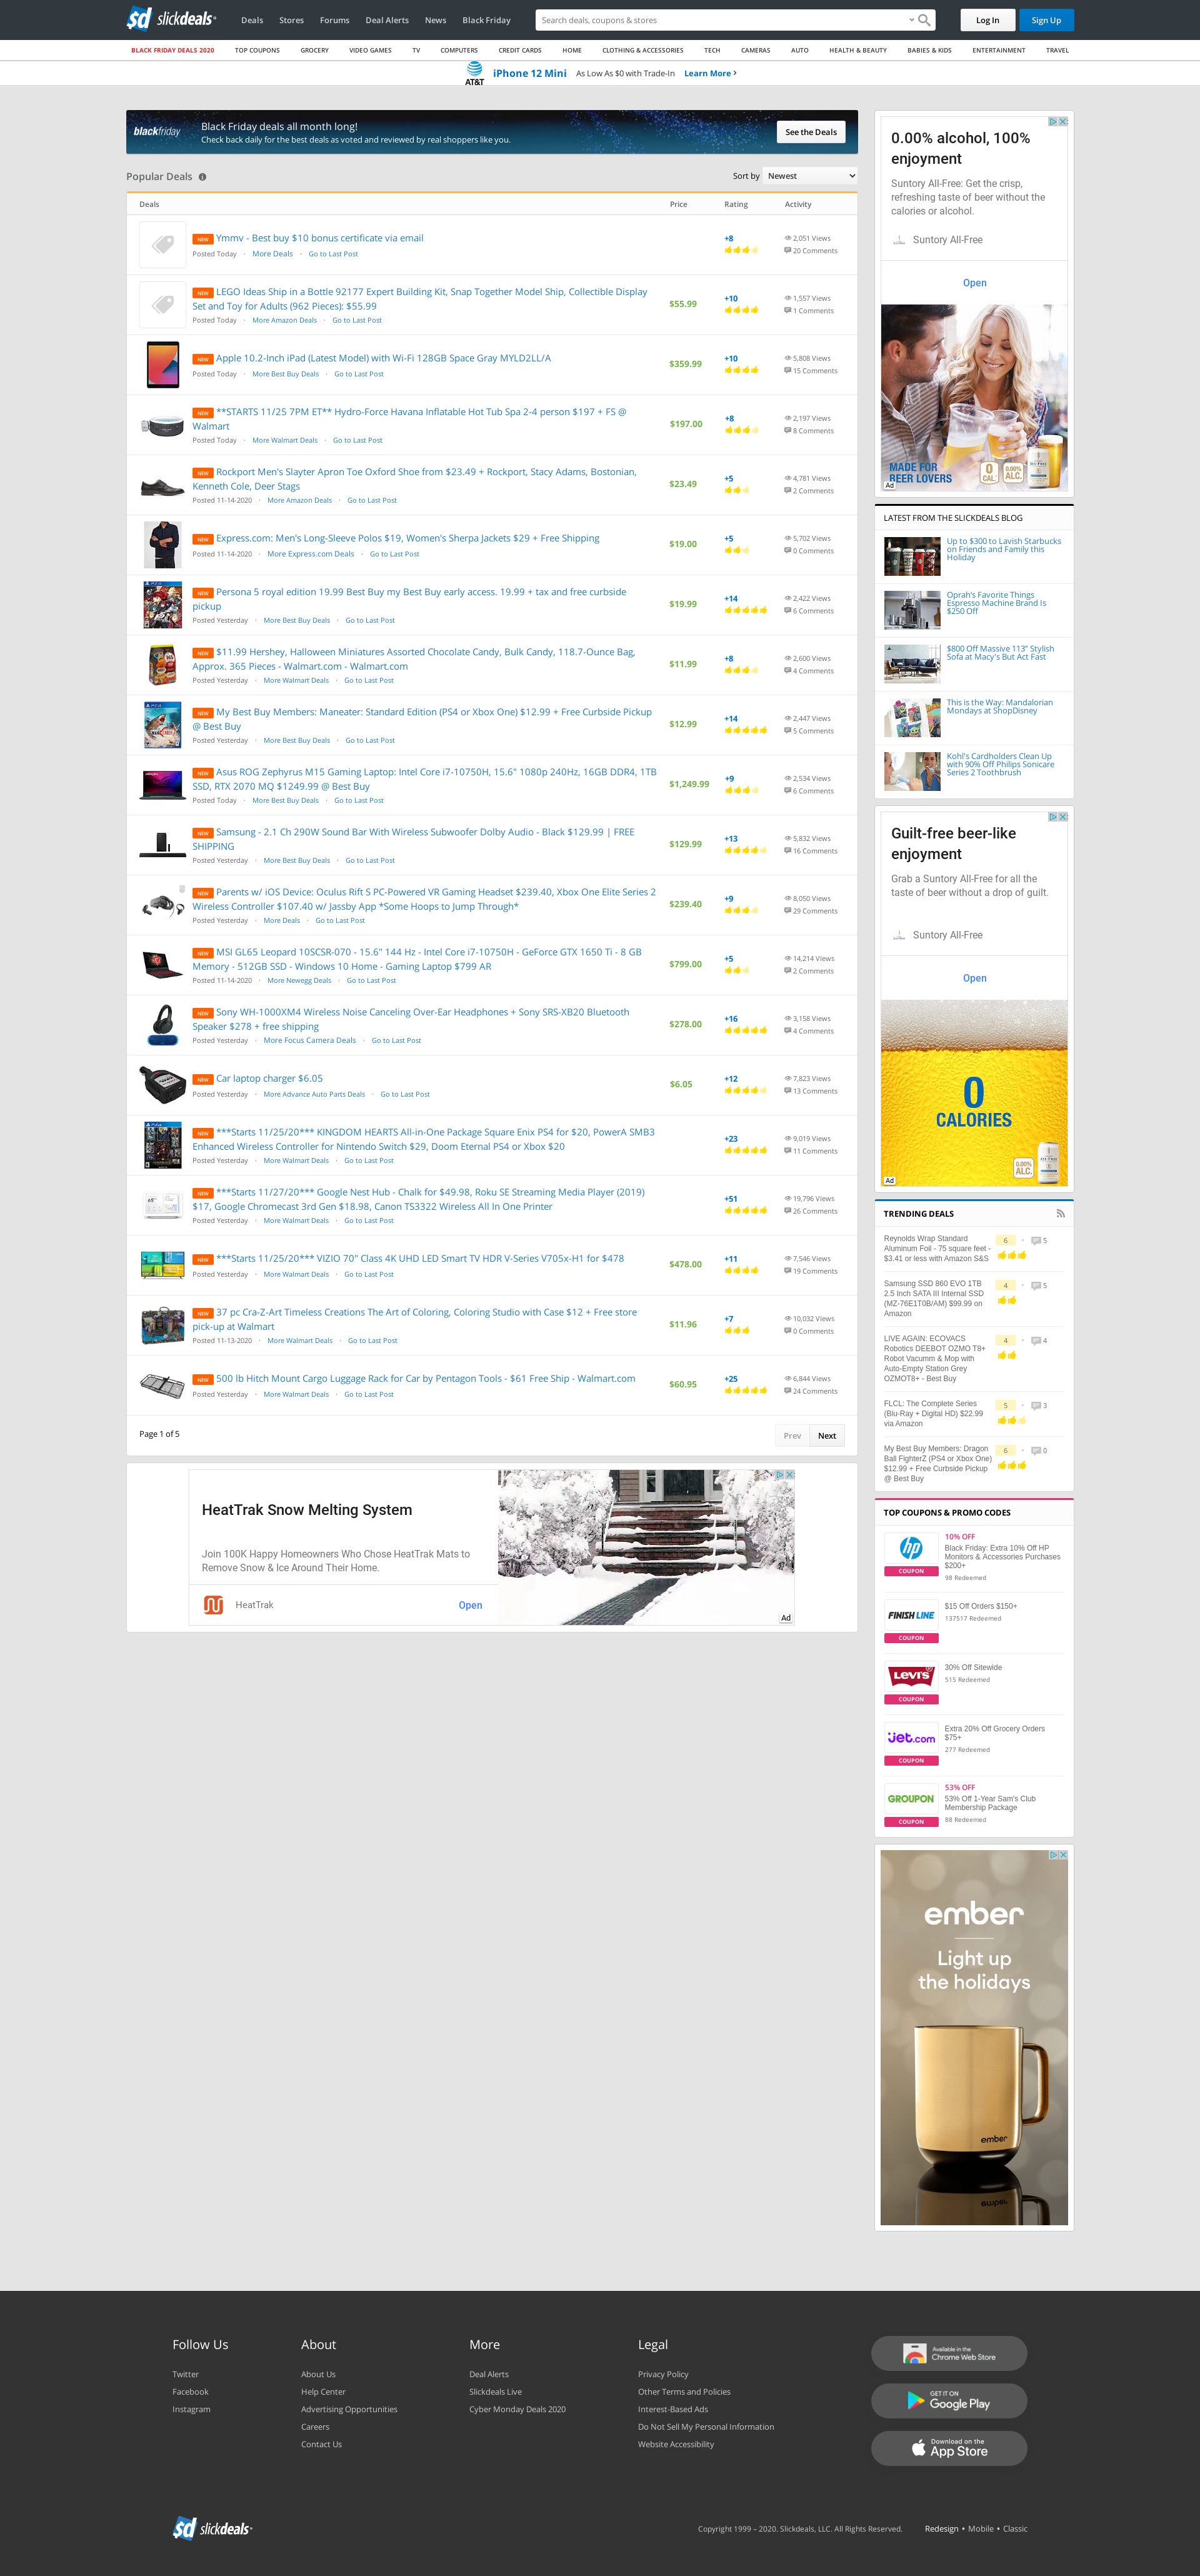 slickdeals
Deals Stores Forums Deal Alerts News Black Friday
Search deals, coupons & stores
Log In Sign Up
BLACK FRIDAY DEALS 2020 TOP COUPONS GROCERY VIDEO GAMES TV COMPUTERS CREDIT CARDS HOME CLOTHING & ACCESSORIES TECH CAMERAS AUTO HEALTH & BEAUTY BABIES & KIDS ENTERTAINMENT TRAVEL
AT&T iPhone 12 Mini As Low As $0 with Trade-In Learn More
blackfriday
Black Friday deals all month long!
Check back daily for the best deals as voted and reviewed by real shoppers like you.
See the Deals
Popular Deals
Sort by Newest
Deals Price Rating Activity
NEW Ymmv - Best buy $10 bonus certificate via email
Posted Today · More Deals · Go to Last Post
+8
2,051 Views
20 Comments
NEW LEGO Ideas Ship in a Bottle 92177 Expert Building Kit, Snap Together Model Ship, Collectible Display
Set and Toy for Adults (962 Pieces): $55.99
Posted Today · More Amazon Deals · Go to Last Post
$55.99
+10
1,557 Views
1 Comments
NEW Apple 10.2-Inch iPad (Latest Model) with Wi-Fi 128GB Space Gray MYLD2LL/A
Posted Today · More Best Buy Deals · Go to Last Post
$359.99
+10
5,808 Views
15 Comments
NEW **STARTS 11/25 7PM ET** Hydro-Force Havana Inflatable Hot Tub Spa 2-4 person $197 + FS @
Walmart
Posted Today · More Walmart Deals · Go to Last Post
$197.00
+8
2,197 Views
8 Comments
NEW Rockport Men's Slayter Apron Toe Oxford Shoe from $23.49 + Rockport, Stacy Adams, Bostonian,
Kenneth Cole, Deer Stags
Posted 11-14-2020 · More Amazon Deals · Go to Last Post
$23.49
+5
4,781 Views
2 Comments
NEW Express.com: Men's Long-Sleeve Polos $19, Women's Sherpa Jackets $29 + Free Shipping
Posted 11-14-2020 · More Express.com Deals · Go to Last Post
$19.00
+5
5,702 Views
0 Comments
NEW Persona 5 royal edition 19.99 Best Buy my Best Buy early access. 19.99 + tax and free curbside
pickup
Posted Yesterday · More Best Buy Deals · Go to Last Post
$19.99
+14
2,422 Views
6 Comments
NEW $11.99 Hershey, Halloween Miniatures Assorted Chocolate Candy, Bulk Candy, 118.7-Ounce Bag,
Approx. 365 Pieces - Walmart.com - Walmart.com
Posted Yesterday · More Walmart Deals · Go to Last Post
$11.99
+8
2,600 Views
4 Comments
NEW My Best Buy Members: Maneater: Standard Edition (PS4 or Xbox One) $12.99 + Free Curbside Pickup
@ Best Buy
Posted Yesterday · More Best Buy Deals · Go to Last Post
$12.99
+14
2,447 Views
5 Comments
NEW Asus ROG Zephyrus M15 Gaming Laptop: Intel Core i7-10750H, 15.6" 1080p 240Hz, 16GB DDR4, 1TB
SSD, RTX 2070 MQ $1249.99 @ Best Buy
Posted Today · More Best Buy Deals · Go to Last Post
$1,249.99
+9
2,534 Views
6 Comments
NEW Samsung - 2.1 Ch 290W Sound Bar With Wireless Subwoofer Dolby Audio - Black $129.99 | FREE
SHIPPING
Posted Yesterday · More Best Buy Deals · Go to Last Post
$129.99
+13
5,832 Views
16 Comments
NEW Parents w/ iOS Device: Oculus Rift S PC-Powered VR Gaming Headset $239.40, Xbox One Elite Series 2
Wireless Controller $107.40 w/ Jassby App *Some Hoops to Jump Through*
Posted Yesterday · More Deals · Go to Last Post
$239.40
+9
8,050 Views
29 Comments
NEW MSI GL65 Leopard 10SCSR-070 - 15.6" 144 Hz - Intel Core i7-10750H - GeForce GTX 1650 Ti - 8 GB
Memory - 512GB SSD - Windows 10 Home - Gaming Laptop $799 AR
Posted 11-14-2020 · More Newegg Deals · Go to Last Post
$799.00
+5
14,214 Views
2 Comments
NEW Sony WH-1000XM4 Wireless Noise Canceling Over-Ear Headphones + Sony SRS-XB20 Bluetooth
Speaker $278 + free shipping
Posted Yesterday · More Focus Camera Deals · Go to Last Post
$278.00
+16
3,158 Views
4 Comments
NEW Car laptop charger $6.05
Posted Yesterday · More Advance Auto Parts Deals · Go to Last Post
$6.05
+12
7,823 Views
13 Comments
NEW ***Starts 11/25/20*** KINGDOM HEARTS All-in-One Package Square Enix PS4 for $20, PowerA SMB3
Enhanced Wireless Controller for Nintendo Switch $29, Doom Eternal PS4 or Xbox $20
Posted Yesterday · More Walmart Deals · Go to Last Post
+23
9,019 Views
11 Comments
NEW ***Starts 11/27/20*** Google Nest Hub - Chalk for $49.98, Roku SE Streaming Media Player (2019)
$17, Google Chromecast 3rd Gen $18.98, Canon TS3322 Wireless All In One Printer
Posted Yesterday · More Walmart Deals · Go to Last Post
+51
19,796 Views
26 Comments
NEW ***Starts 11/25/20*** VIZIO 70" Class 4K UHD LED Smart TV HDR V-Series V705x-H1 for $478
Posted Yesterday · More Walmart Deals · Go to Last Post
$478.00
+11
7,546 Views
19 Comments
NEW 37 pc Cra-Z-Art Timeless Creations The Art of Coloring, Coloring Studio with Case $12 + Free store
pick-up at Walmart
Posted 11-13-2020 · More Walmart Deals · Go to Last Post
$11.96
+7
10,032 Views
0 Comments
NEW 500 lb Hitch Mount Cargo Luggage Rack for Car by Pentagon Tools - $61 Free Ship - Walmart.com
Posted Yesterday · More Walmart Deals · Go to Last Post
$60.95
+25
6,844 Views
24 Comments
Page 1 of 5
Prev Next
HeatTrak Snow Melting System
Join 100K Happy Homeowners Who Chose HeatTrak Mats to
Remove Snow & Ice Around Their Home.
HeatTrak Open
Ad
0.00% alcohol, 100%
enjoyment
Suntory All-Free: Get the crisp,
refreshing taste of beer without the
calories or alcohol.
Suntory All-Free
Open
MADE FOR
BEER LOVERS
0 CAL.
0.00% ALC.
Ad
LATEST FROM THE SLICKDEALS BLOG
Up to $300 to Lavish Starbucks
on Friends and Family this
Holiday
Oprah's Favorite Things
Espresso Machine Brand Is
$250 Off
$800 Off Massive 113" Stylish
Sofa at Macy's But Act Fast
This is the Way: Mandalorian
Mondays at ShopDisney
Kohl's Cardholders Clean Up
with 90% Off Philips Sonicare
Series 2 Toothbrush
Guilt-free beer-like
enjoyment
Grab a Suntory All-Free for all the
taste of beer without a drop of guilt.
Suntory All-Free
Open
0
CALORIES
0.00%
ALC.
Ad
TRENDING DEALS
Reynolds Wrap Standard
Aluminum Foil - 75 square feet -
$3.41 or less with Amazon S&S
6 · 5
Samsung SSD 860 EVO 1TB
2.5 Inch SATA III Internal SSD
(MZ-76E1T0B/AM) $99.99 on
Amazon
4 · 5
LIVE AGAIN: ECOVACS
Robotics DEEBOT OZMO T8+
Robot Vacumm & Mop with
Auto-Empty Station Grey
OZMOT8+ - Best Buy
4 · 4
FLCL: The Complete Series
(Blu-Ray + Digital HD) $22.99
via Amazon
5 · 3
My Best Buy Members: Dragon
Ball FighterZ (PS4 or Xbox One)
$12.99 + Free Curbside Pickup
@ Best Buy
6 · 0
TOP COUPONS & PROMO CODES
hp
COUPON
10% OFF
Black Friday: Extra 10% Off HP
Monitors & Accessories Purchases
$200+
98 Redeemed
FINISH LINE
COUPON
$15 Off Orders $150+
137517 Redeemed
LEVI'S
COUPON
30% Off Sitewide
515 Redeemed
jet.com
COUPON
Extra 20% Off Grocery Orders
$75+
277 Redeemed
GROUPON
COUPON
53% OFF
53% Off 1-Year Sam's Club
Membership Package
88 Redeemed
ember
Light up
the holidays
ember
Follow Us
Twitter
Facebook
Instagram
About
About Us
Help Center
Advertising Opportunities
Careers
Contact Us
More
Deal Alerts
Slickdeals Live
Cyber Monday Deals 2020
Legal
Privacy Policy
Other Terms and Policies
Interest-Based Ads
Do Not Sell My Personal Information
Website Accessibility
Available in the
Chrome Web Store
GET IT ON
Google Play
Download on the
App Store
slickdeals
Copyright 1999 – 2020. Slickdeals, LLC. All Rights Reserved.
Redesign • Mobile • Classic